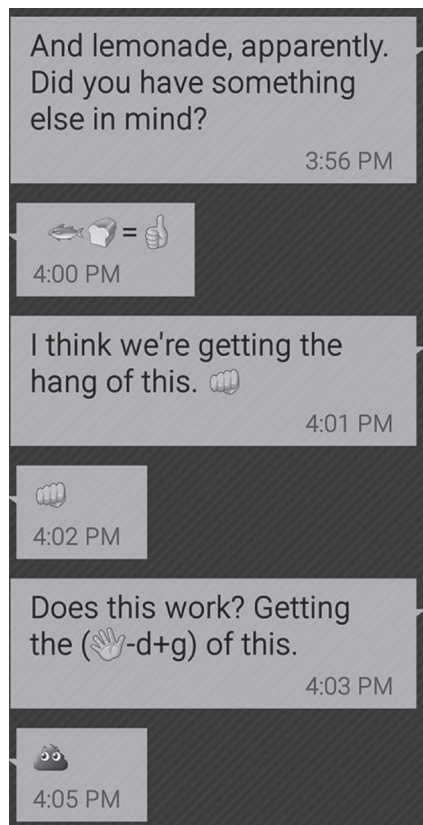 And lemonade, apparently.
Did you have something
else in mind?
3:56 PM
🐟🍞=👍
4:00 PM
I think we're getting the
hang of this. 👊
4:01 PM
👊
4:02 PM
Does this work? Getting
the (👋-d+g) of this.
4:03 PM
💩
4:05 PM